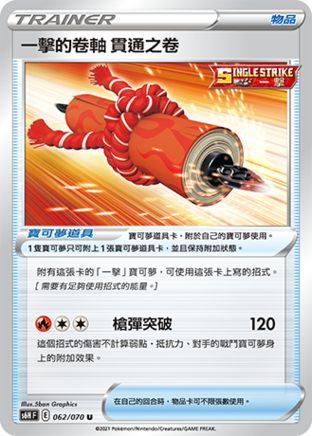 TRAINER 物品
一擊的卷軸 貫通之卷
SINGLE STRIKE
一擊
寶可夢道具 寶可夢道具卡，附於自己的寶可夢使用。
1隻寶可夢只可附上1張寶可夢道具卡，並且保持附加狀態。
附有這張卡的「一擊」寶可夢，可使用這張卡上寫的招式。
［需要有足夠使用招式的能量。］
槍彈突破 120
這個招式的傷害不計算弱點、抵抗力、對手的戰鬥寶可夢身
上的附加效果。
Illus.5ban Graphics
S6H F E 062/070 U
在自己的回合時，物品卡可不限張數使用。
©2021 Pokémon/Nintendo/Creatures/GAME FREAK.